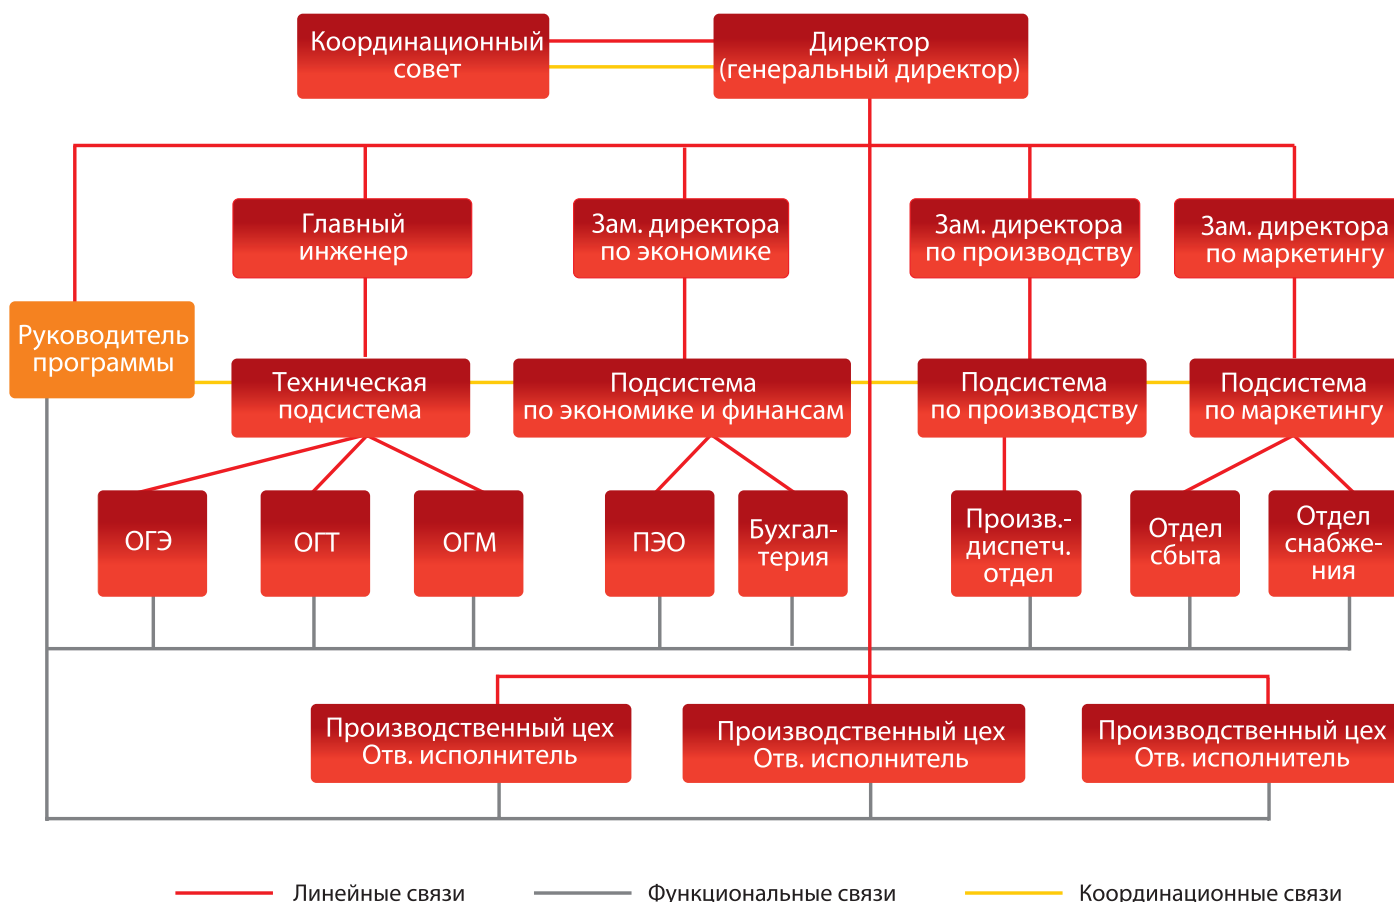 Координационный
совет
Директор
(генеральный директор)
Главный
инженер
Зам. директора
по экономике
Зам. директора
по производству
Зам. директора
по маркетингу
Руководитель
программы
Техническая
подсистема
Подсистема
по экономике и финансам
Подсистема
по производству
Подсистема
по маркетингу
ОГЭ
ОГТ
ОГМ
ПЭО
Бухгал-
терия
Произв.-
диспетч.
отдел
Отдел
сбыта
Отдел
снабже-
ния
Производственный цех
Отв. исполнитель
Производственный цех
Отв. исполнитель
Производственный цех
Отв. исполнитель
Линейные связи
Функциональные связи
Координационные связи